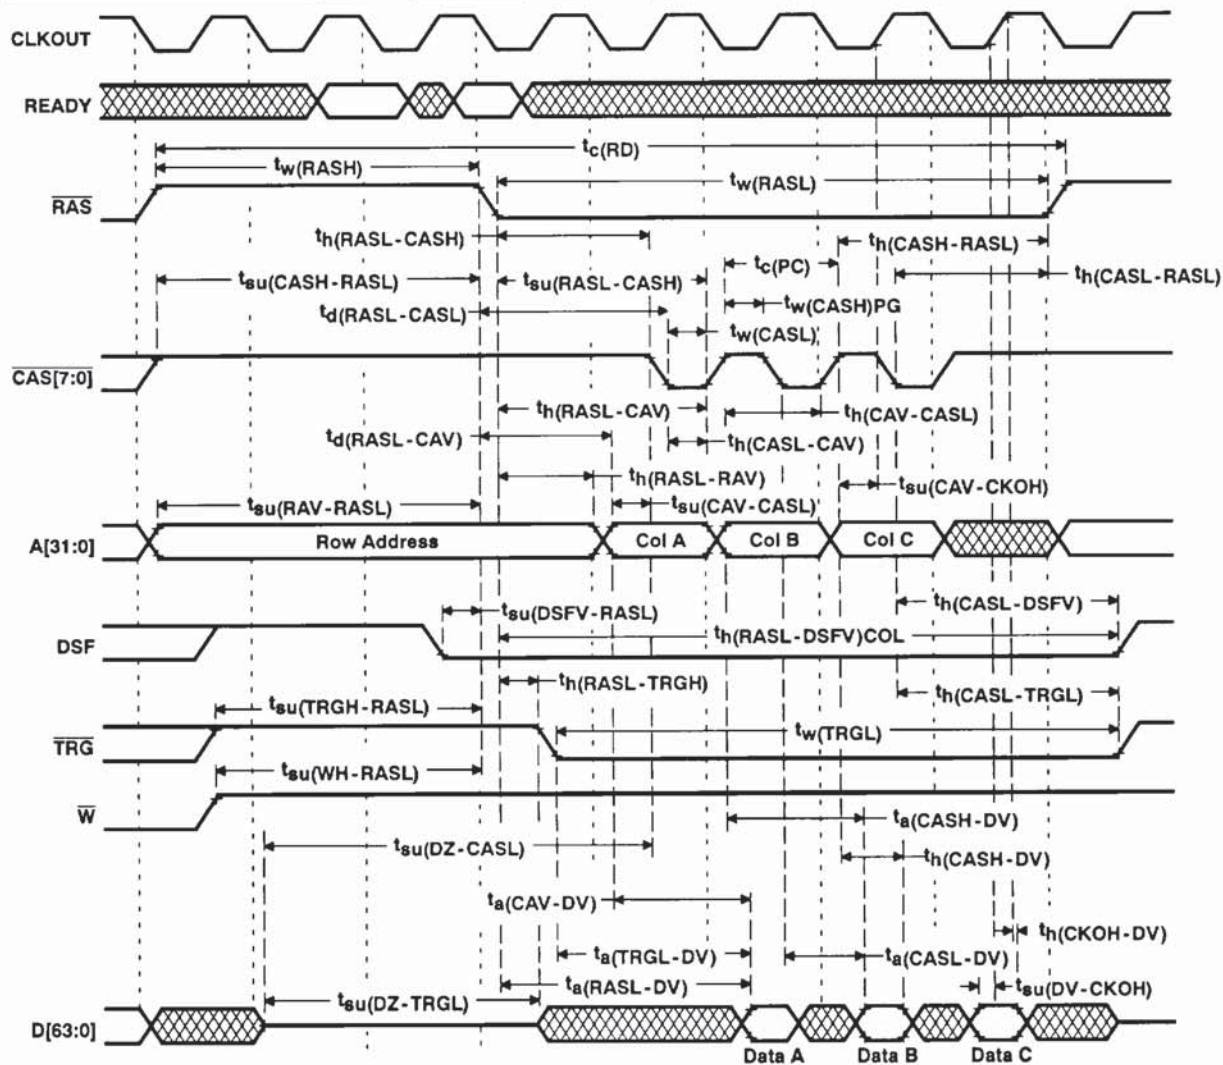 CLKOUT
READY
tc(RD)
tw(RASH)
tw(RASL)
RAS
th(RASL-CASH)
th(CASH-RASL)
tc(PC)
tsu(CASH-RASL)
tsu(RASL-CASH)
th(CASL-RASL)
td(RASL-CASL)
tw(CASH)PG
tw(CASL)
CAS[7:0]
th(RASL-CAV)
th(CAV-CASL)
td(RASL-CAV)
th(CASL-CAV)
th(RASL-RAV)
tsu(CAV-CKOH)
tsu(RAV-RASL)
tsu(CAV-CASL)
A[31:0]
Row Address
Col A
Col B
Col C
tsu(DSFV-RASL)
th(CASL-DSFV)
DSF
th(RASL-DSFV)COL
th(RASL-TRGH)
th(CASL-TRGL)
tsu(TRGH-RASL)
TRG
tw(TRGL)
tsu(WH-RASL)
W
ta(CASH-DV)
tsu(DZ-CASL)
th(CASH-DV)
ta(CAV-DV)
th(CKOH-DV)
ta(TRGL-DV)
ta(CASL-DV)
ta(RASL-DV)
tsu(DV-CKOH)
tsu(DZ-TRGL)
D[63:0]
Data A
Data B
Data C